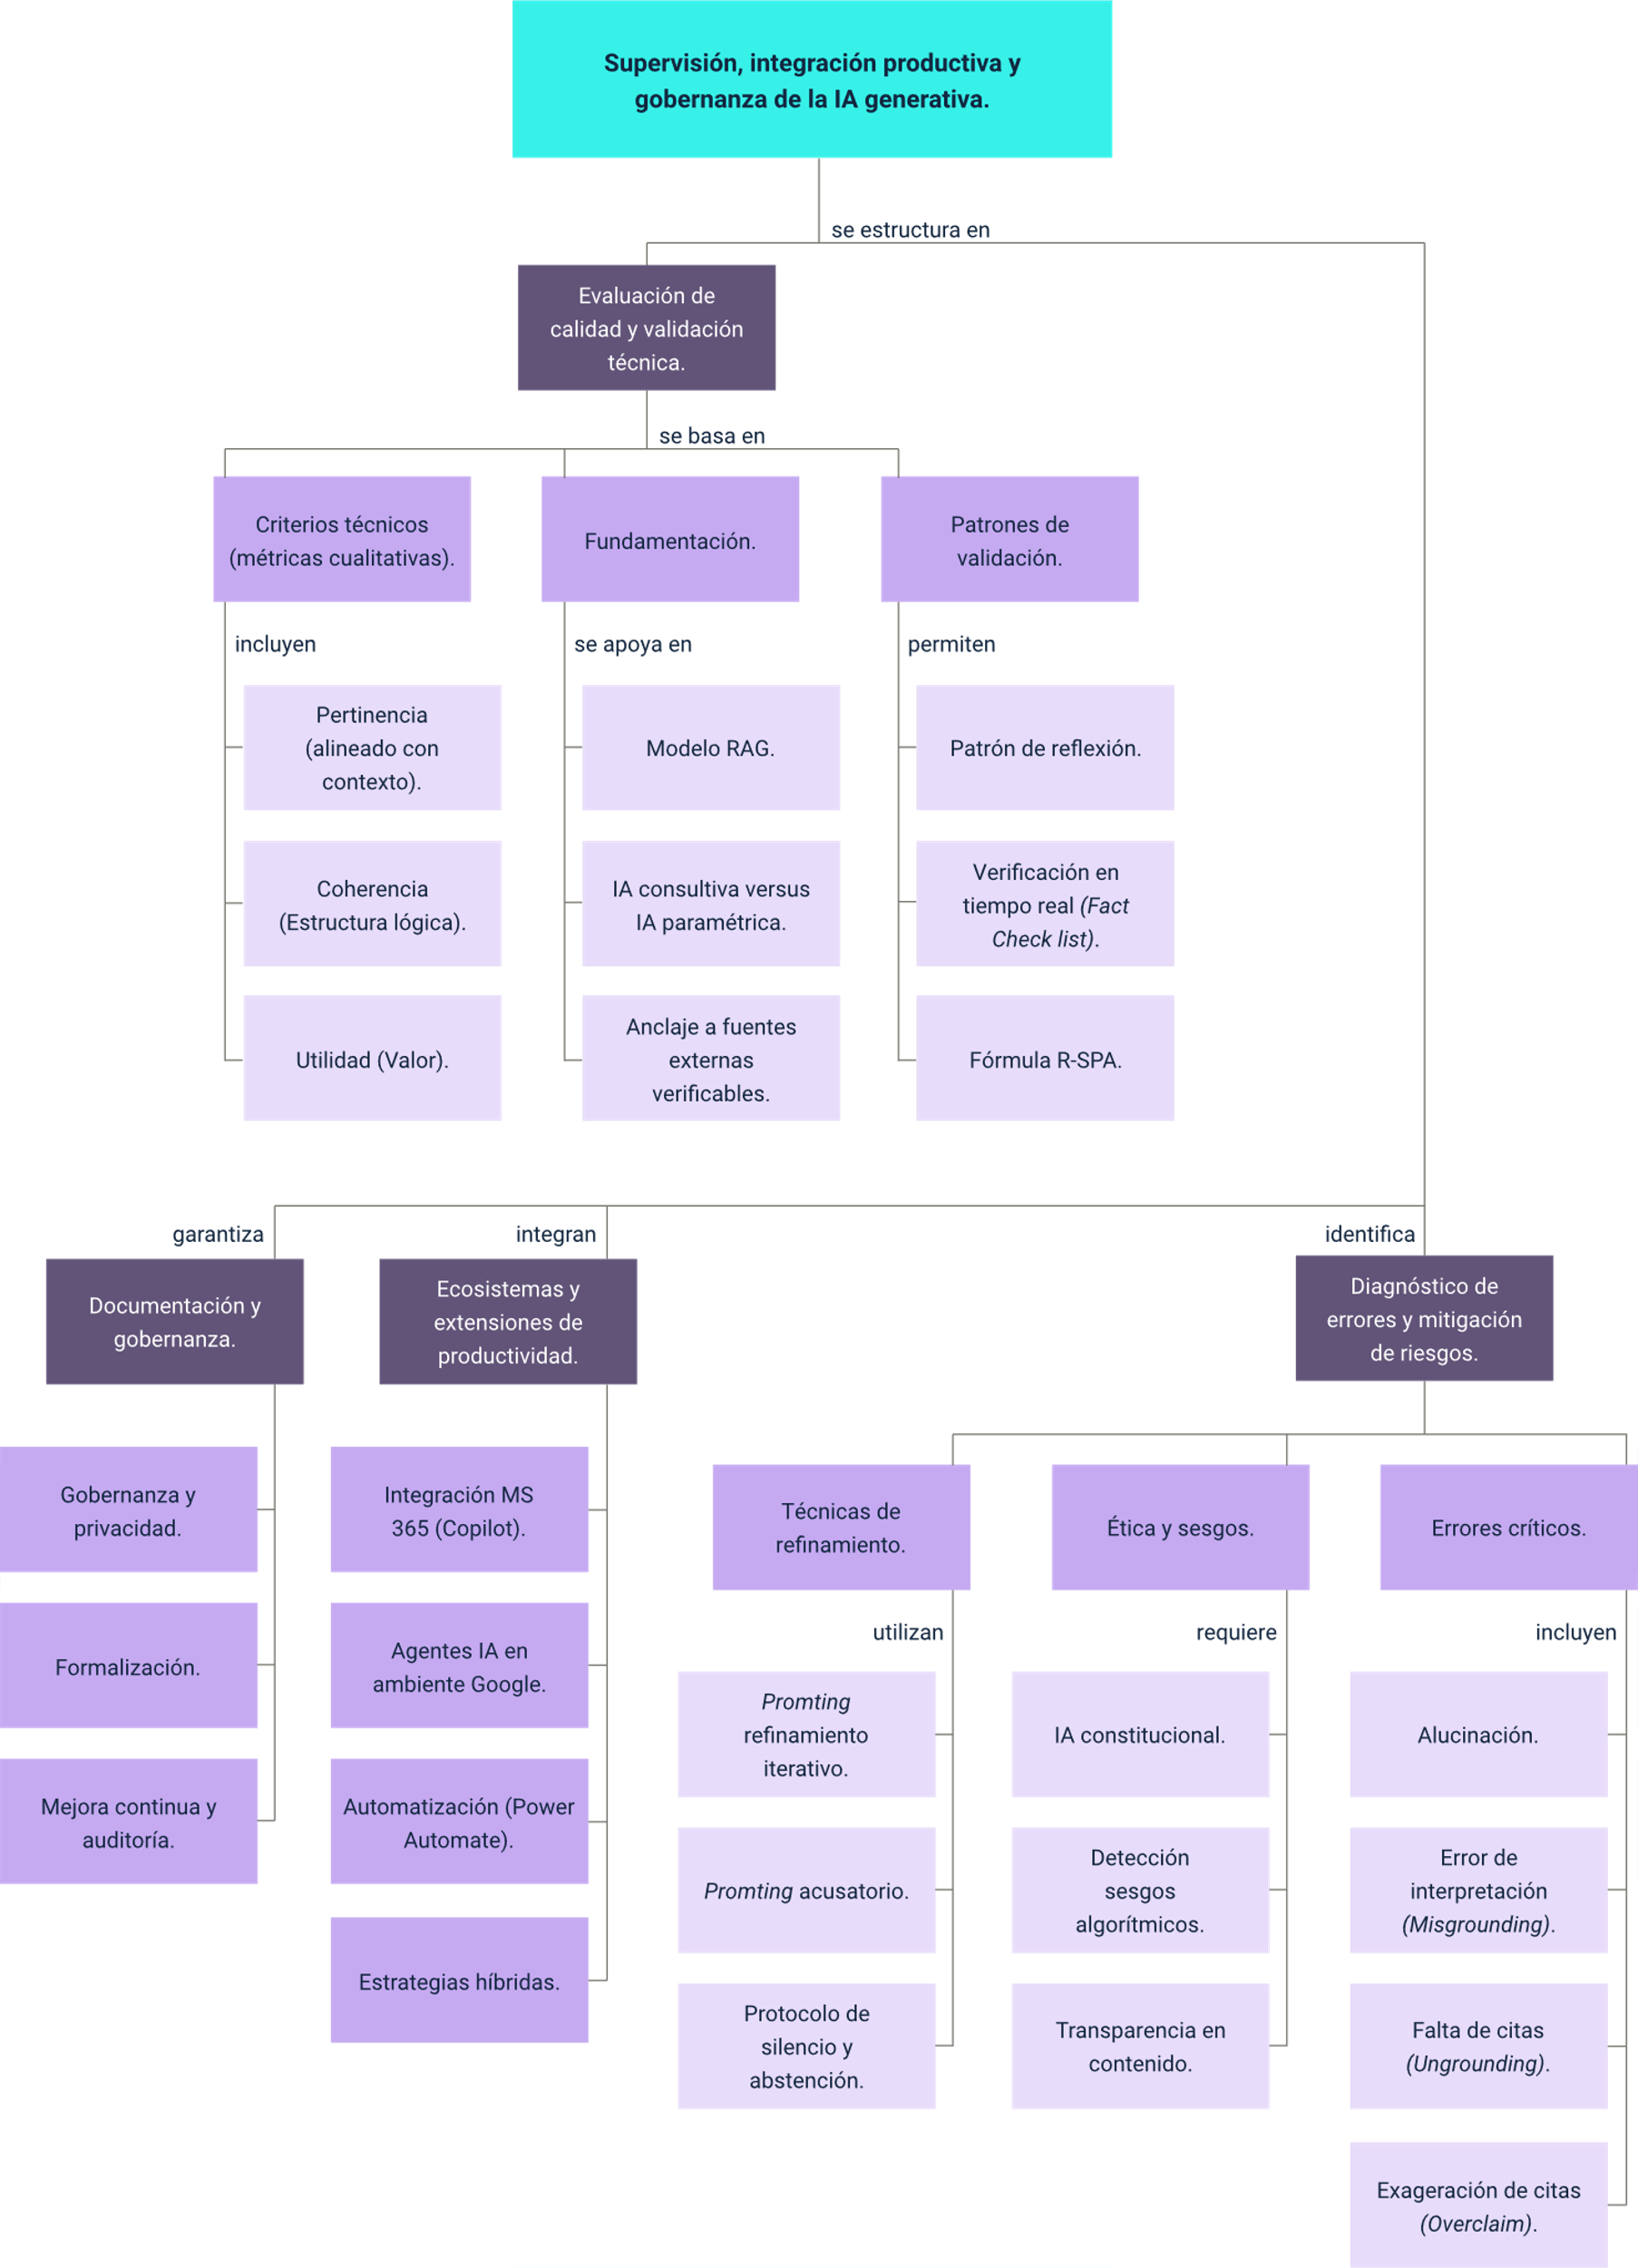 Supervisión, integración productiva y
gobernanza de la IA generativa.
se estructura en
Evaluación de
calidad y validación
técnica.
se basa en
Criterios técnicos
(métricas cualitativas).
Fundamentación.
Patrones de
validación.
incluyen
se apoya en
permiten
Pertinencia
(alineado con
contexto).
Modelo RAG.
Patrón de reflexión.
Coherencia
(Estructura lógica).
IA consultiva versus
IA paramétrica.
Verificación en
tiempo real (Fact
Check list).
Utilidad (Valor).
Anclaje a fuentes
externas
verificables.
Fórmula R-SPA.
garantiza
integran
identifica
Documentación y
gobernanza.
Ecosistemas y
extensiones de
productividad.
Diagnóstico de
errores y mitigación
de riesgos.
Gobernanza y
privacidad.
Formalización.
Mejora continua y
auditoría.
Integración MS
365 (Copilot).
Agentes IA en
ambiente Google.
Automatización (Power
Automate).
Estrategias híbridas.
Técnicas de
refinamiento.
Ética y sesgos.
Errores críticos.
utilizan
requiere
incluyen
Promting
refinamiento
iterativo.
IA constitucional.
Alucinación.
Promting acusatorio.
Detección
sesgos
algorítmicos.
Error de
interpretación
(Misgrounding).
Protocolo de
silencio y
abstención.
Transparencia en
contenido.
Falta de citas
(Ungrounding).
Exageración de citas
(Overclaim).